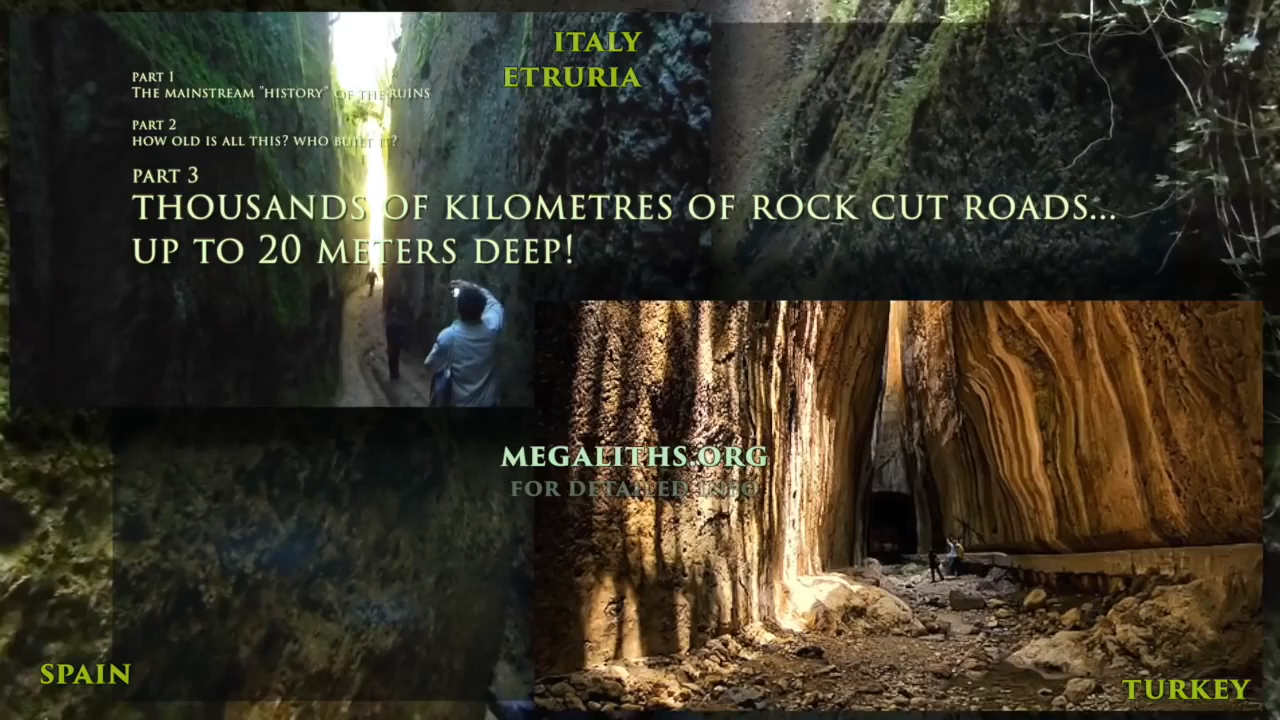 ITALY
ETRURIA
PART 1
THE MAINSTREAM "HISTORY" OF THE RUINS
PART 2
HOW OLD IS ALL THIS? WHO BUILT IT?
PART 3
THOUSANDS OF KILOMETRES OF ROCK CUT ROADS...
UP TO 20 METERS DEEP!
MEGALITHS.ORG
FOR DETAILED INFO
SPAIN
TURKEY